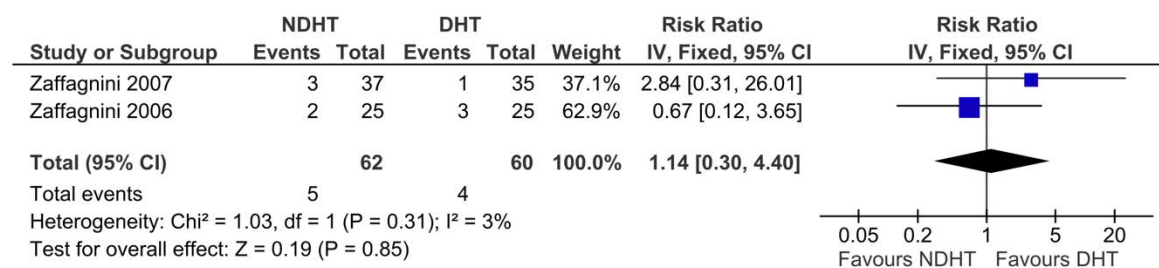 NDHT DHT Risk Ratio Risk Ratio
Study or Subgroup Events Total Events Total Weight IV, Fixed, 95% CI IV, Fixed, 95% CI
Zaffagnini 2007 3 37 1 35 37.1% 2.84 [0.31, 26.01]
Zaffagnini 2006 2 25 3 25 62.9% 0.67 [0.12, 3.65]
Total (95% CI) 62 60 100.0% 1.14 [0.30, 4.40]
Total events 5 4
Heterogeneity: Chi² = 1.03, df = 1 (P = 0.31); I² = 3%
Test for overall effect: Z = 0.19 (P = 0.85)
0.05 0.2 1 5 20
Favours NDHT Favours DHT